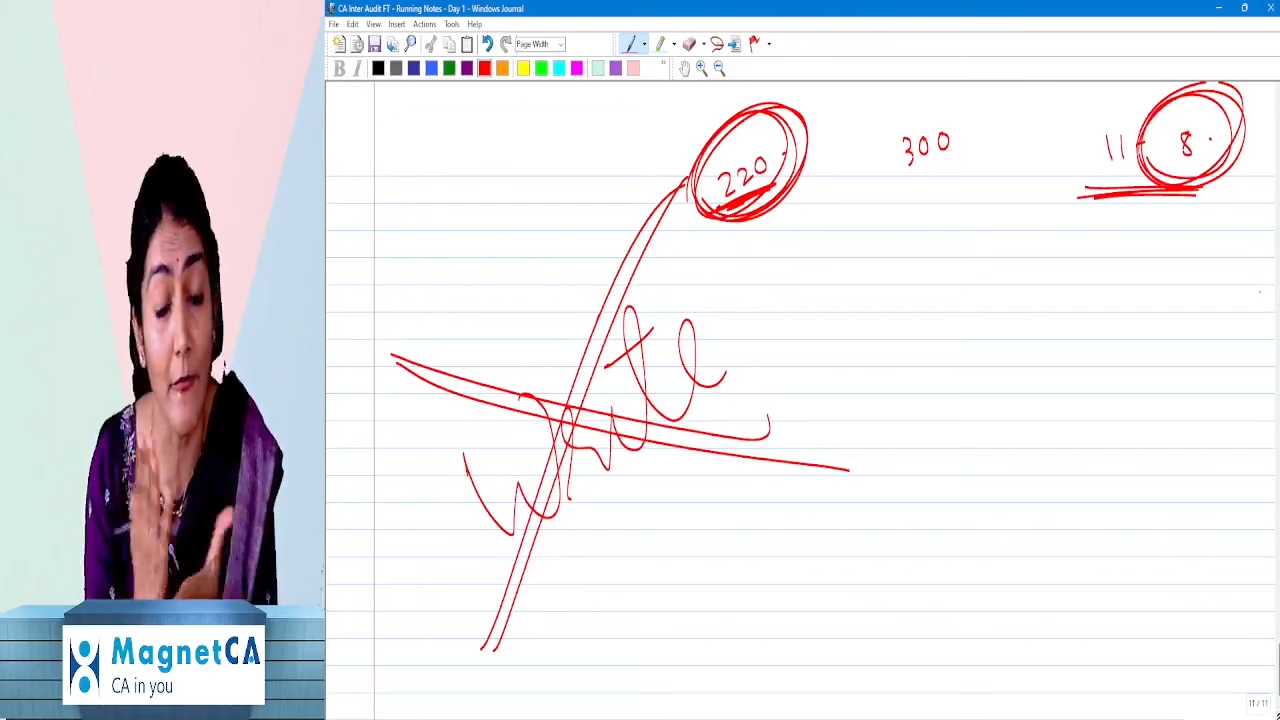 CA Inter Audit FT - Running Notes - Day 1 - Windows Journal
File Edit View Insert Actions Tools Help
Page Width
B I
220 300 11 - 8
write
MagnetCA
CA in you
11 / 11